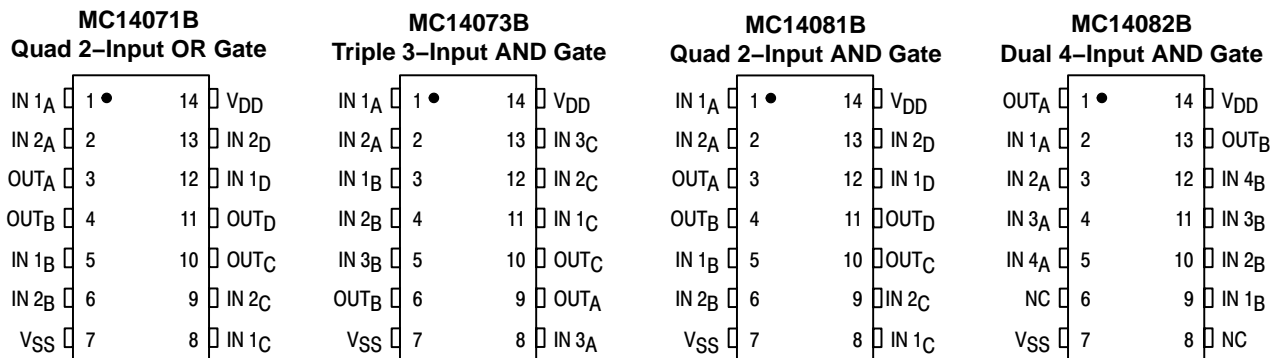 MC14071B
Quad 2–Input OR Gate
IN 1A 1 14 VDD
IN 2A 2 13 IN 2D
OUTA 3 12 IN 1D
OUTB 4 11 OUTD
IN 1B 5 10 OUTC
IN 2B 6 9 IN 2C
VSS 7 8 IN 1C
MC14073B
Triple 3–Input AND Gate
IN 1A 1 14 VDD
IN 2A 2 13 IN 3C
IN 1B 3 12 IN 2C
IN 2B 4 11 IN 1C
IN 3B 5 10 OUTC
OUTB 6 9 OUTA
VSS 7 8 IN 3A
MC14081B
Quad 2–Input AND Gate
IN 1A 1 14 VDD
IN 2A 2 13 IN 2D
OUTA 3 12 IN 1D
OUTB 4 11 OUTD
IN 1B 5 10 OUTC
IN 2B 6 9 IN 2C
VSS 7 8 IN 1C
MC14082B
Dual 4–Input AND Gate
OUTA 1 14 VDD
IN 1A 2 13 OUTB
IN 2A 3 12 IN 4B
IN 3A 4 11 IN 3B
IN 4A 5 10 IN 2B
NC 6 9 IN 1B
VSS 7 8 NC